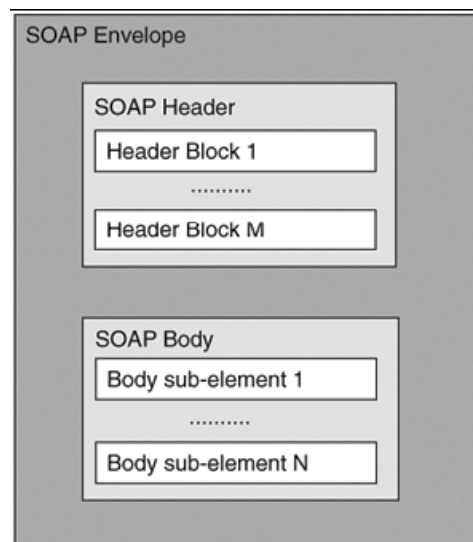 SOAP Envelope
SOAP Header
Header Block 1
..........
Header Block M
SOAP Body
Body sub-element 1
..........
Body sub-element N